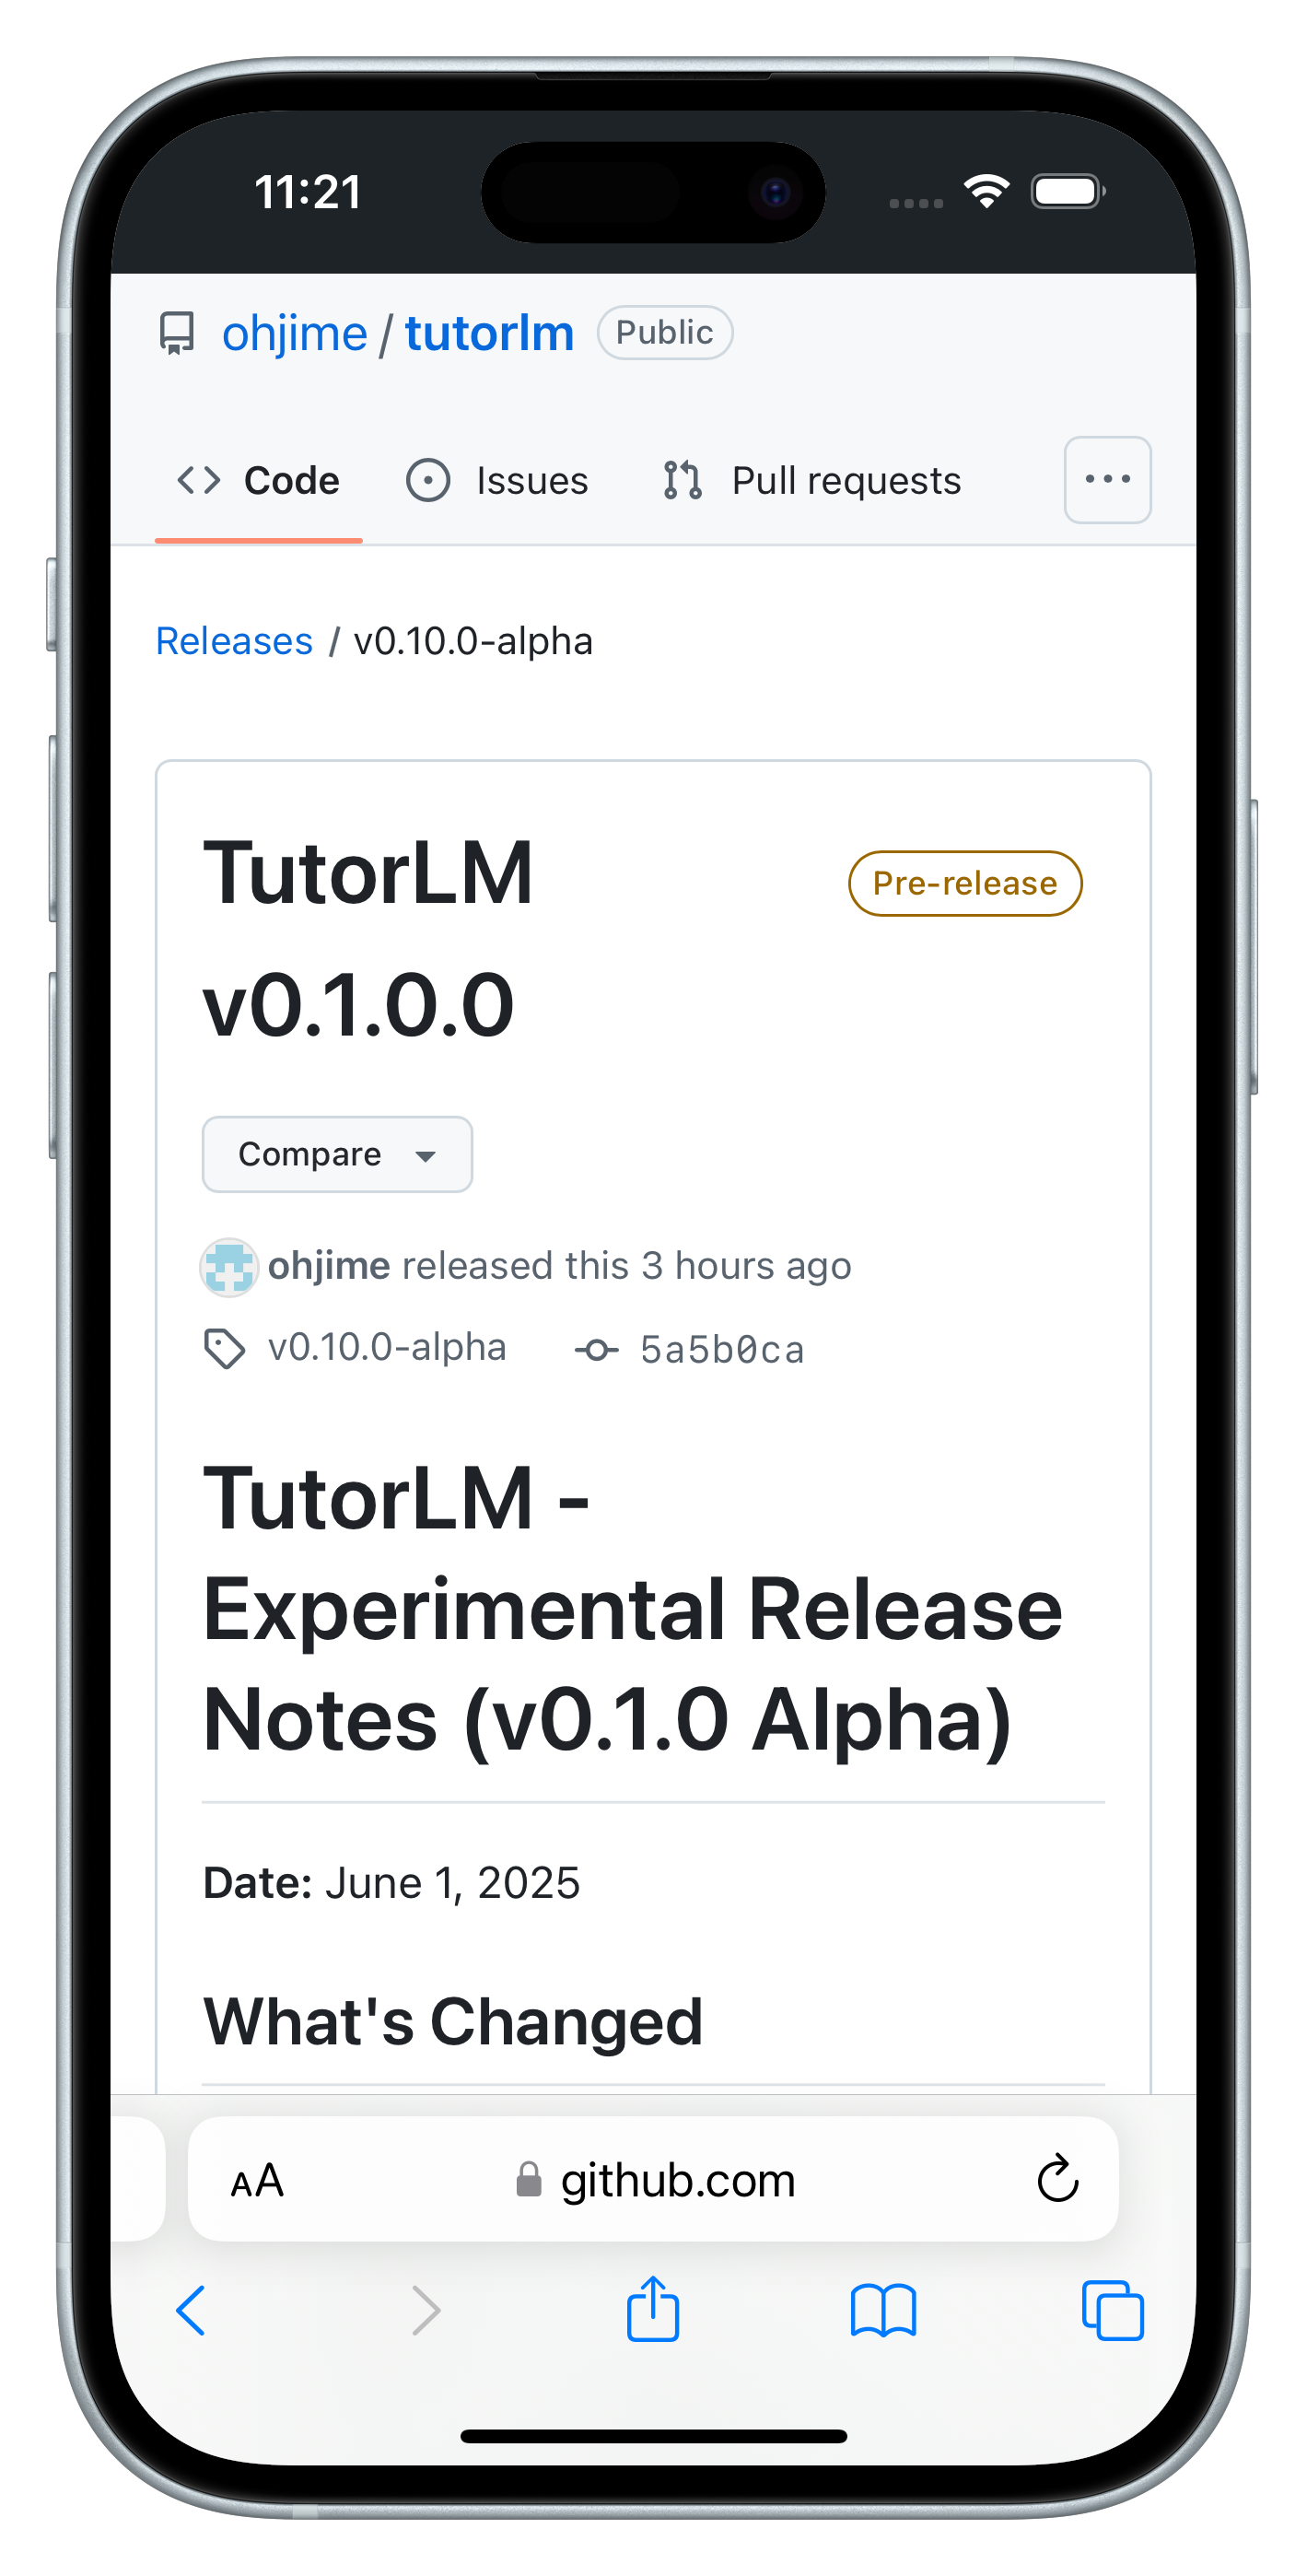 11:21
ohjime / tutorlm Public
Code Issues Pull requests
Releases / v0.10.0-alpha
TutorLM
Pre-release
v0.1.0.0
Compare
ohjime released this 3 hours ago
v0.10.0-alpha 5a5b0ca
TutorLM -
Experimental Release
Notes (v0.1.0 Alpha)
Date: June 1, 2025
What's Changed
AA github.com